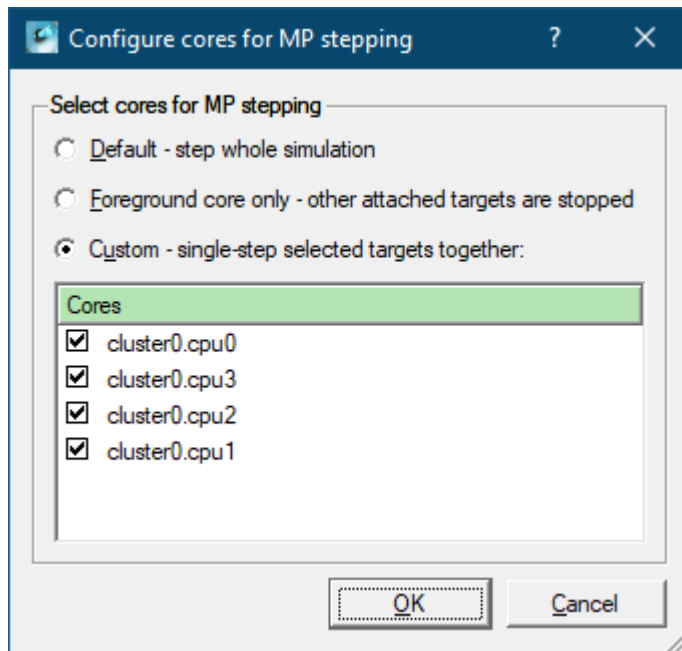 Configure cores for MP stepping
Select cores for MP stepping
Default - step whole simulation
Foreground core only - other attached targets are stopped
Custom - single-step selected targets together:
Cores
cluster0.cpu0
cluster0.cpu3
cluster0.cpu2
cluster0.cpu1
OK Cancel